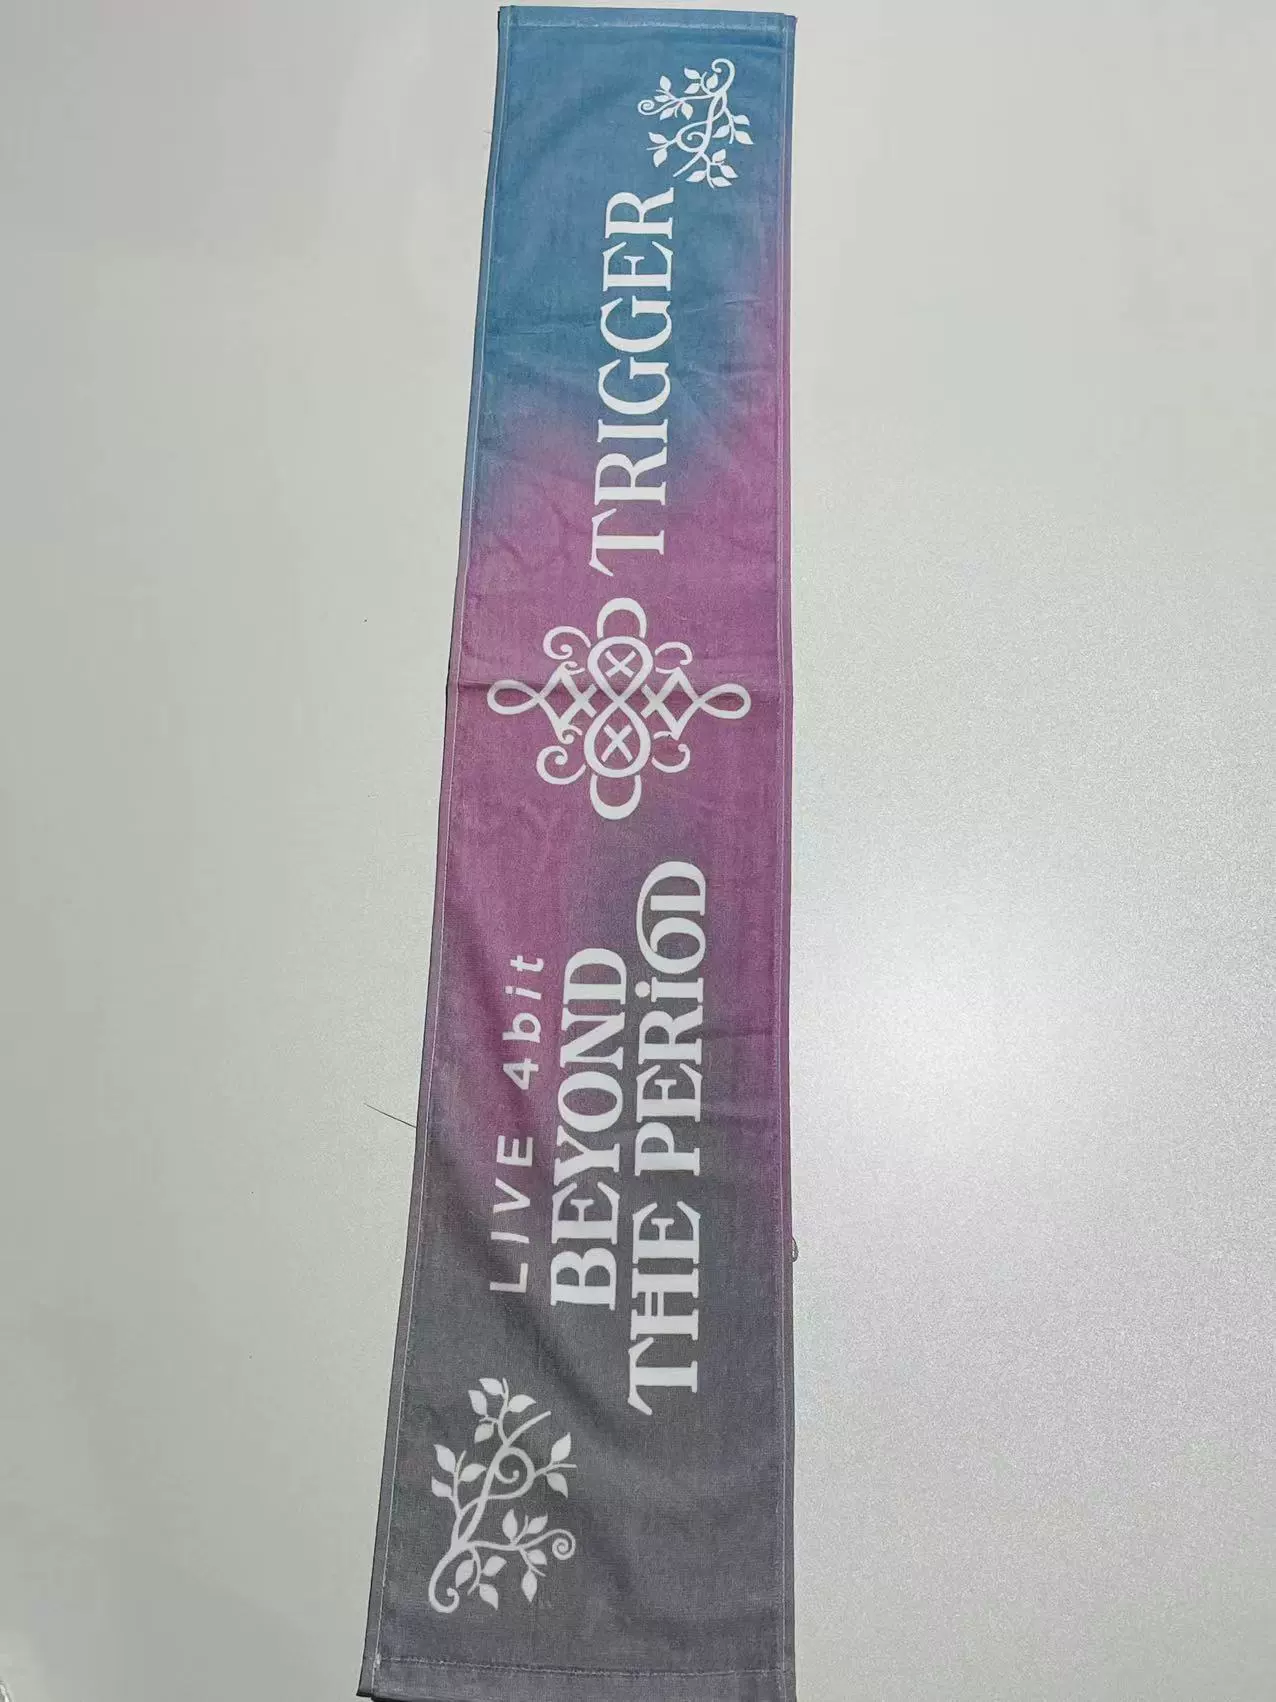 LIVE 4bit
BEYOND
THE PERiOD
TRIGGER